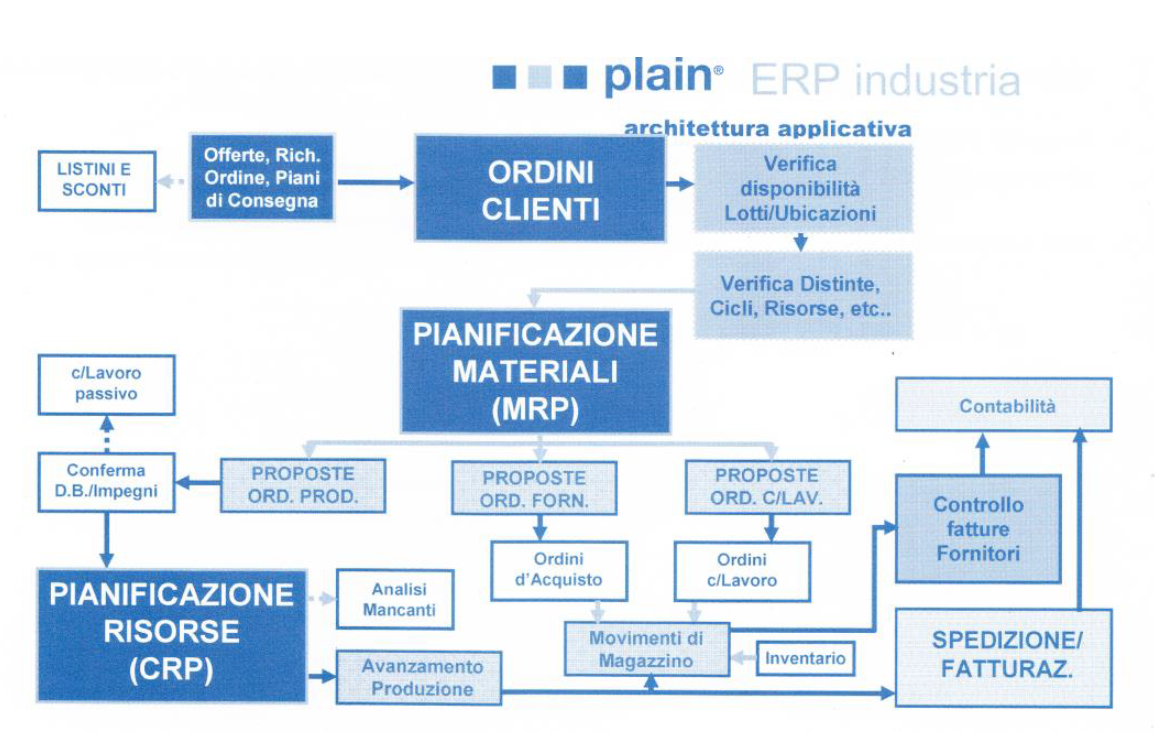 plain® ERP industria
architettura applicativa
LISTINI E
SCONTI
Offerte, Rich.
Ordine, Piani
di Consegna
ORDINI
CLIENTI
Verifica
disponibilità
Lotti/Ubicazioni
Verifica Distinte,
Cicli, Risorse, etc..
PIANIFICAZIONE
MATERIALI
(MRP)
c/Lavoro
passivo
Contabilità
Conferma
D.B./Impegni
PROPOSTE
ORD. PROD.
PROPOSTE
ORD. FORN.
PROPOSTE
ORD. C/LAV.
Controllo
fatture
Fornitori
Ordini
d'Acquisto
Ordini
c/Lavoro
PIANIFICAZIONE
RISORSE
(CRP)
Analisi
Mancanti
Movimenti di
Magazzino
Inventario
SPEDIZIONE/
FATTURAZ.
Avanzamento
Produzione